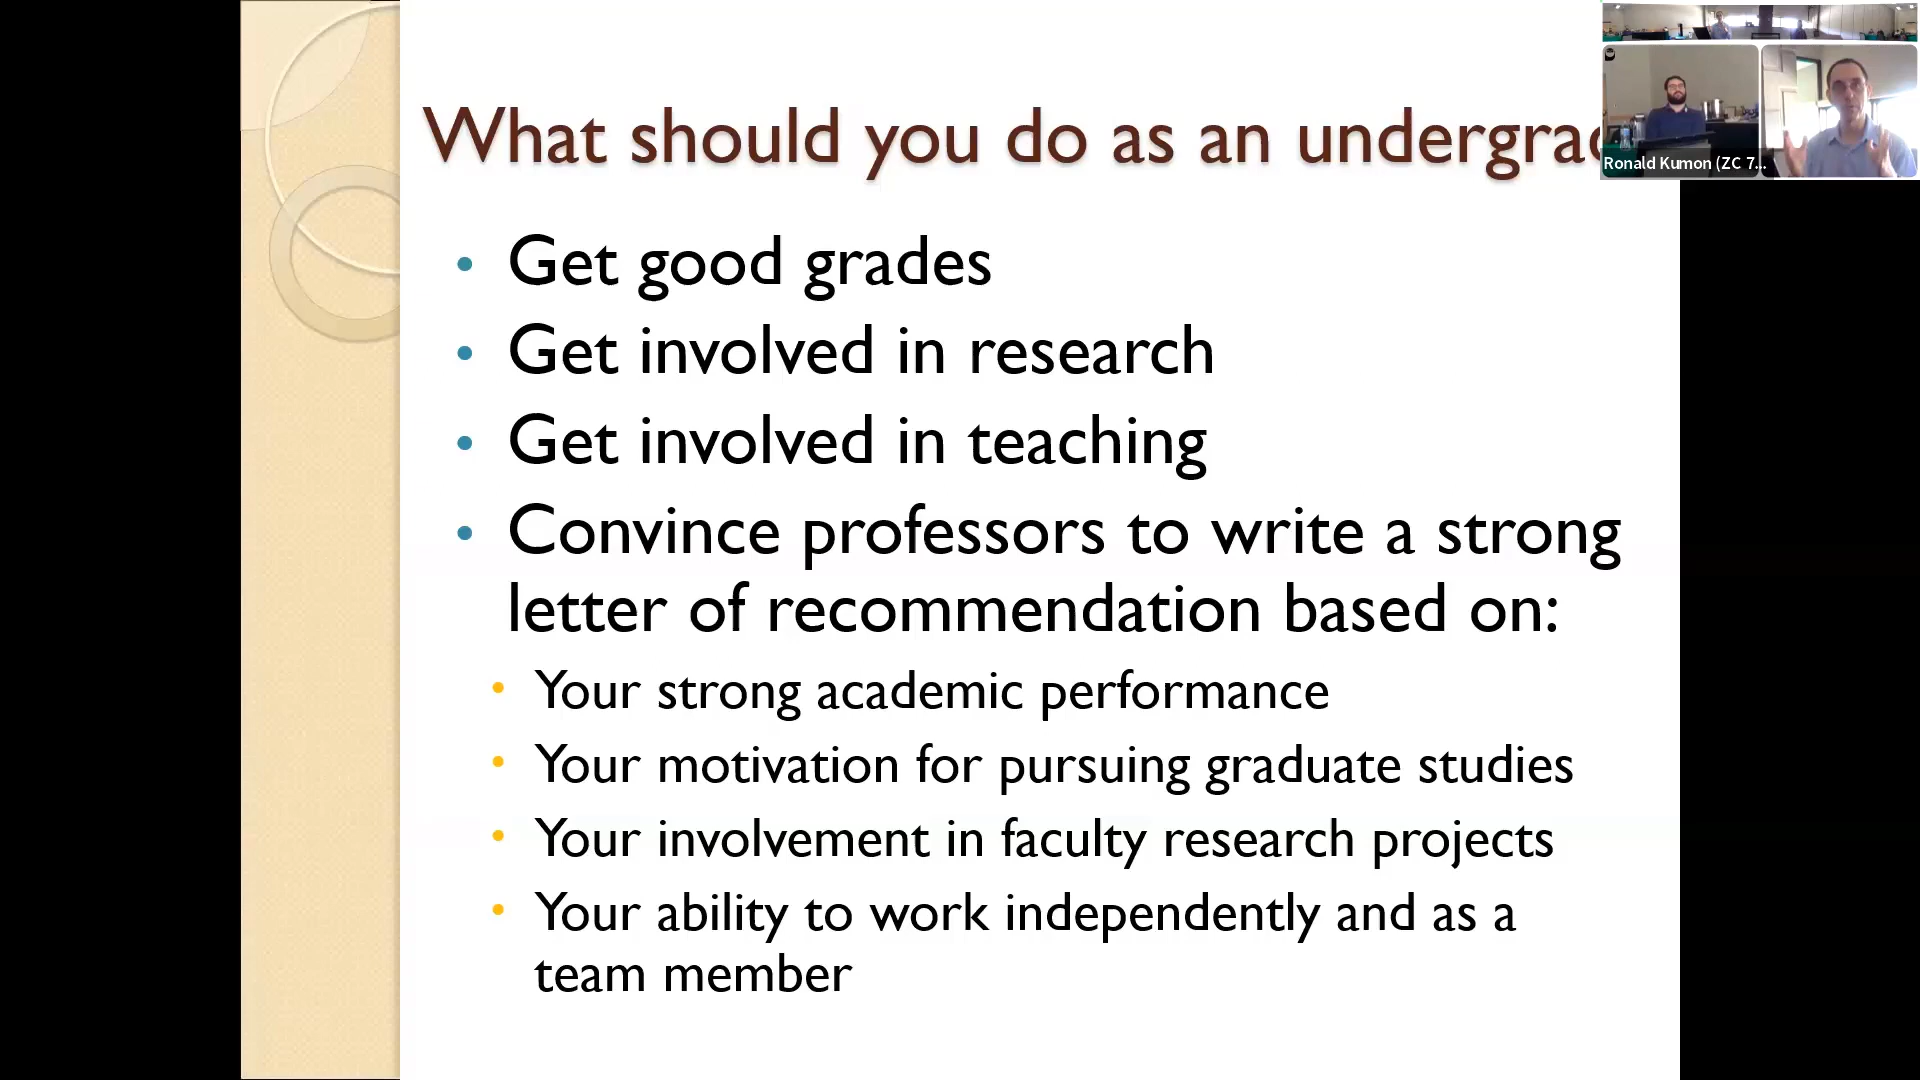 What should you do as an undergrad
Ronald Kumon (ZC 7...
• Get good grades
• Get involved in research
• Get involved in teaching
• Convince professors to write a strong
letter of recommendation based on:
• Your strong academic performance
• Your motivation for pursuing graduate studies
• Your involvement in faculty research projects
• Your ability to work independently and as a
team member